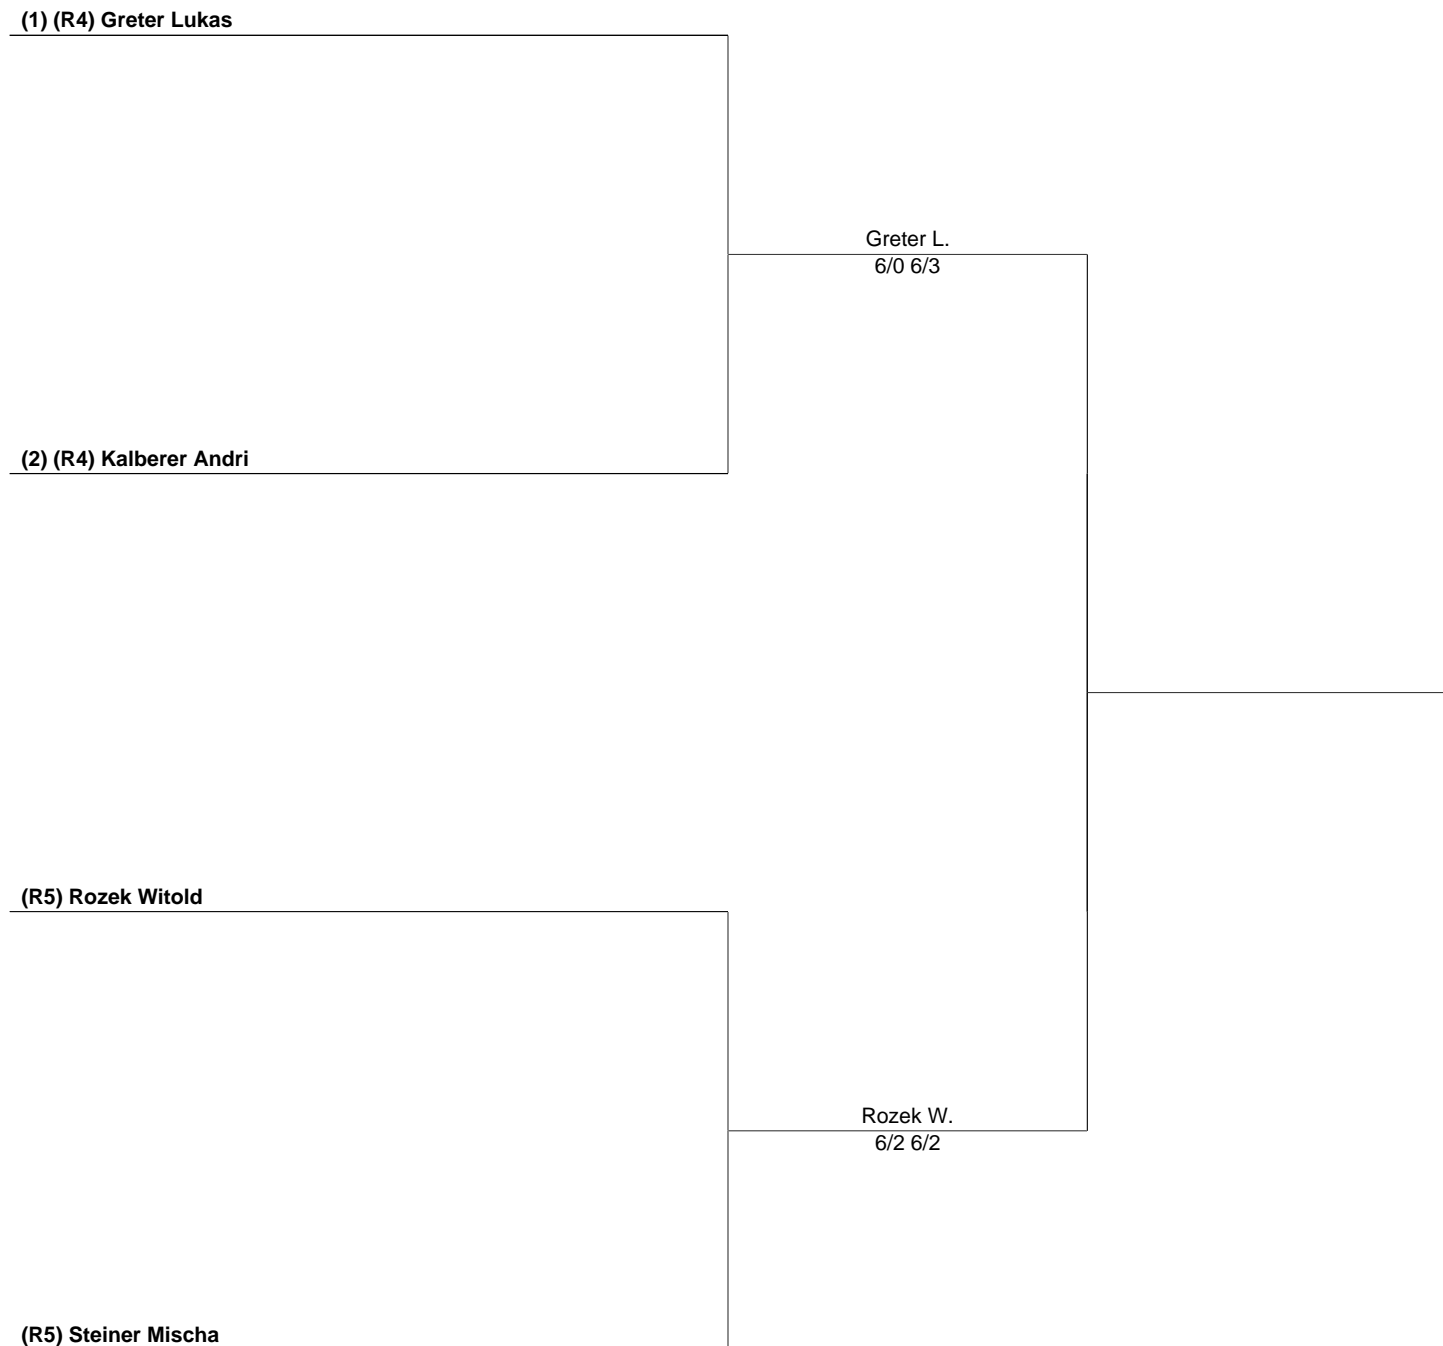 (1) (R4) Greter Lukas
Greter L.
6/0 6/3
(2) (R4) Kalberer Andri
(R5) Rozek Witold
Rozek W.
6/2 6/2
(R5) Steiner Mischa